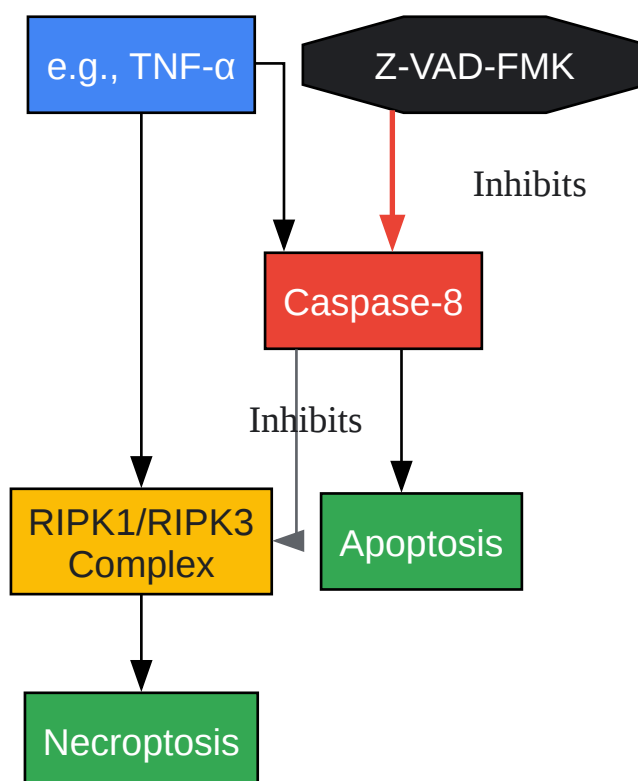 e.g., TNF-α
Z-VAD-FMK
Inhibits
Caspase-8
Inhibits
RIPK1/RIPK3
Complex
Apoptosis
Necroptosis